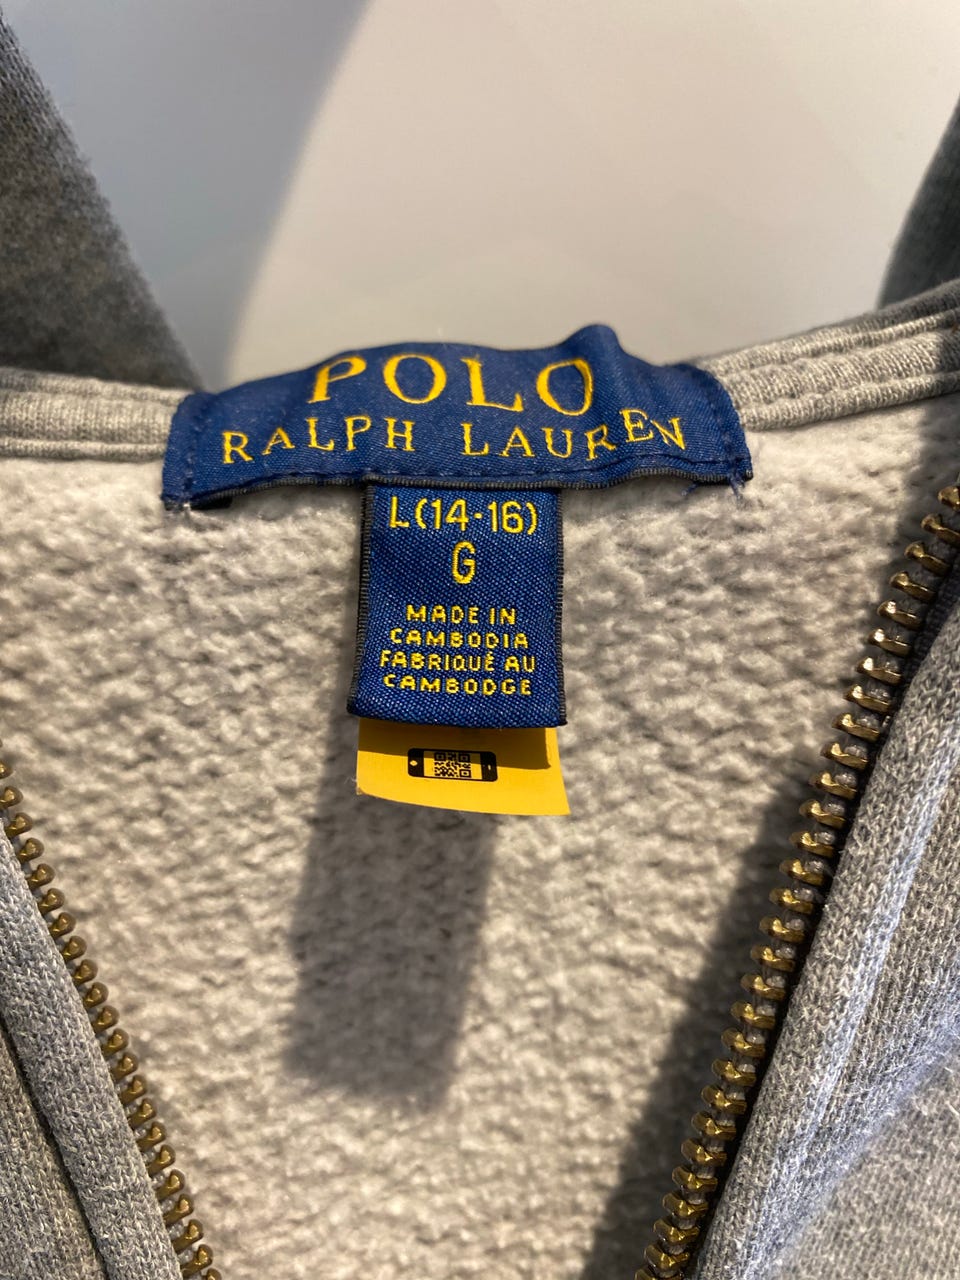 POLO
RALPH LAUREN
L(14-16)
G
MADE IN
CAMBODIA
FABRIQUÉ AU
CAMBODGE